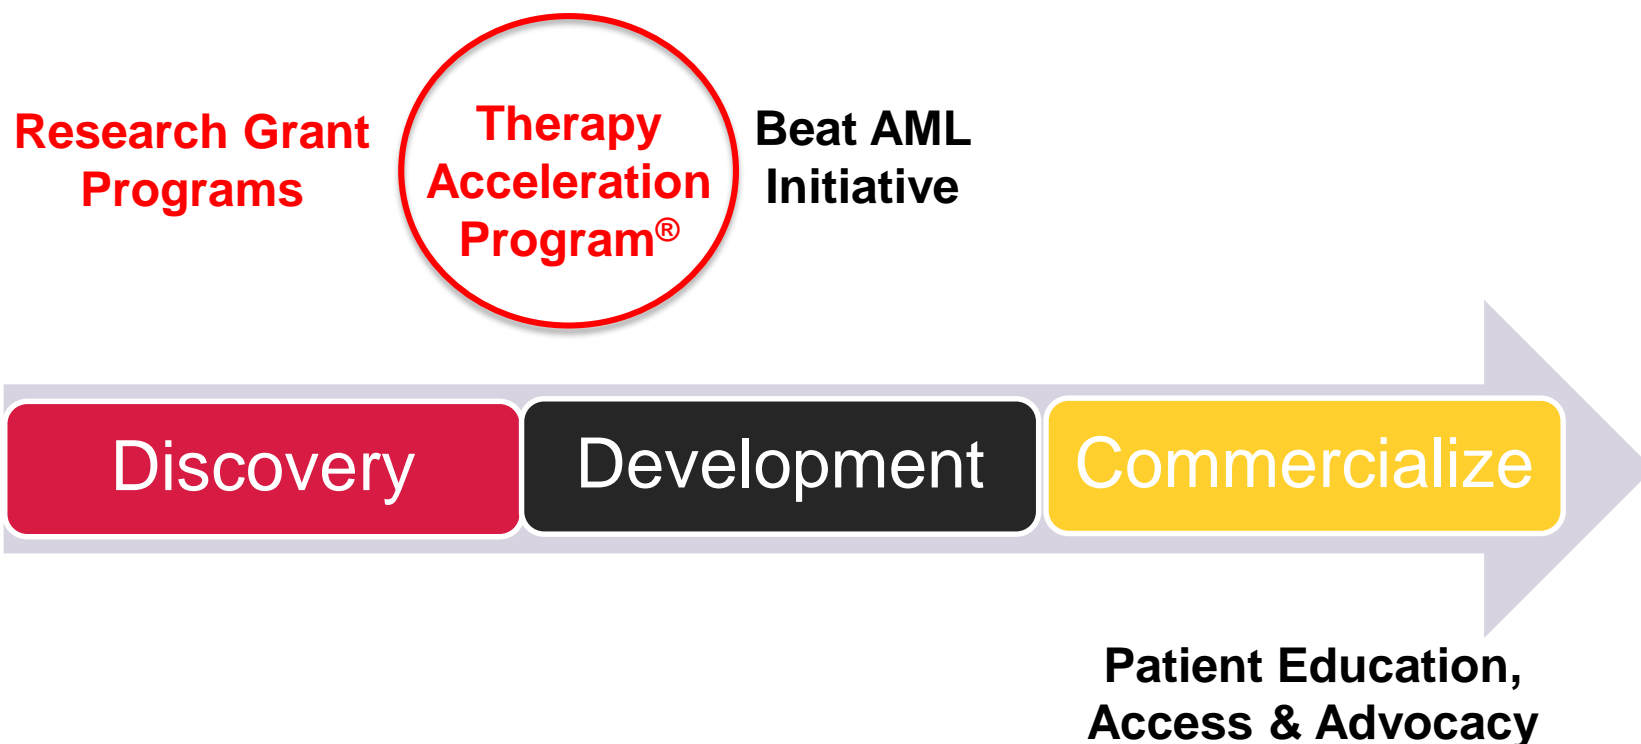 Research Grant
Programs
Therapy
Acceleration
Program®
Beat AML
Initiative
Discovery
Development
Commercialize
Patient Education,
Access & Advocacy